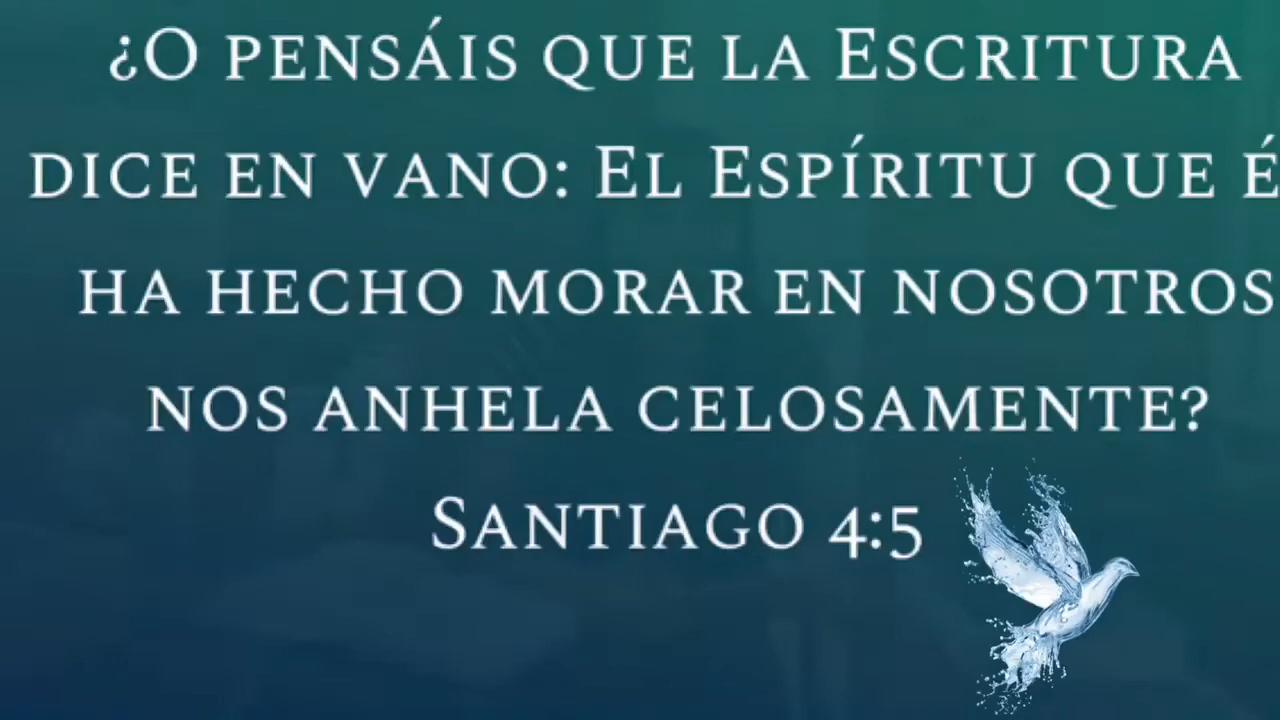 ¿O pensáis que la Escritura
dice en vano: El Espíritu que É
ha hecho morar en nosotros
nos anhela celosamente?
Santiago 4:5